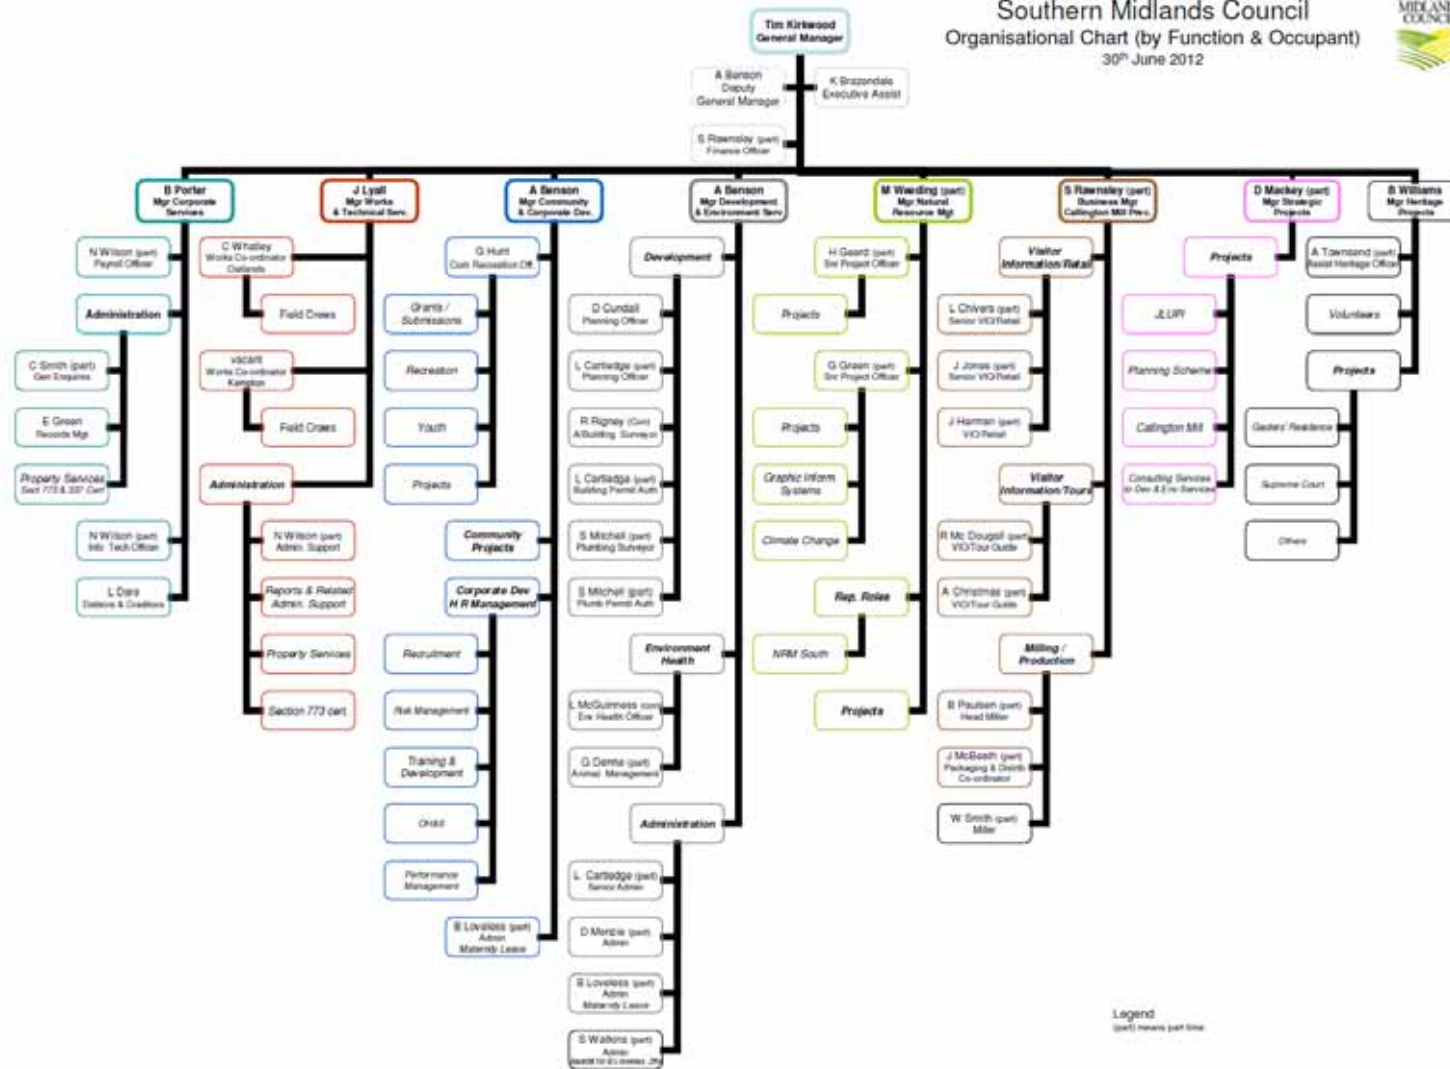 Southern Midlands Council
Organisational Chart (by Function & Occupant)
30th June 2012
MIDLAND
COUNCIL
Tim Kirkwood
General Manager
A Benson
Deputy
General Manager
K Brazendale
Executive Assist
S Rawnsley (part)
Finance Officer
B Porter
Mgr Corporate
Services
J Lyall
Mgr Works
& Technical Serv.
A Benson
Mgr Community
& Corporate Dev.
A Benson
Mgr Development
& Environment Serv
M Weeding (part)
Mgr Natural
Resource Mgt
S Rawnsley (part)
Business Mgr
Callington Mill Prec.
D Mackey (part)
Mgr Strategic
Projects
B Williams
Mgr Heritage
Projects
N Wilson (part)
Payroll Officer
Administration
C Smith (part)
Gen Enquires
E Green
Records Mgt
Property Services
N Wilson (part)
Info Tech Officer
L Dare
Debtors & Creditors
C Whatley
Works Co-ordinator
Oatlands
Field Crews
vacant
Works Co-ordinator
Kempton
Field Crews
Administration
N Wilson (part)
Admin. Support
Reports & Related
Admin. Support
Property Services
Section 773 cert
G Hunt
Com Recreation Off
Grants /
Submissions
Recreation
Youth
Projects
Community
Projects
Corporate Dev
H R Management
Recruitment
Risk Management
Training &
Development
OH&S
Performance
Management
B Loveless (part)
Admin
Maternity Leave
Development
D Cundall
Planning Officer
L Cartledge (part)
Planning Officer
R Rigney (Con)
A/Building Surveyor
L Cartledge (part)
Building Permit Auth
S Mitchell (part)
Plumbing Surveyor
S Mitchell (part)
Plumb Permit Auth
Environment
Health
L McGuinness (con)
Env Health Officer
G Denne (part)
Animal Management
Administration
L Cartledge (part)
Senior Admin
D Menzie (part)
Admin
B Loveless (part)
Admin
Maternity Leave
S Watkins (part)
Admin
H Geard (part)
Snr Project Officer
Projects
G Green (part)
Snr Project Officer
Projects
Graphic Inform
Systems
Climate Change
Rep. Roles
NRM South
Projects
Visitor
Information/Retail
L Chivers (part)
Senior VIO/Retail
J Jones (part)
Senior VIO/Retail
J Harman (part)
VIO/Retail
Visitor
Information/Tours
R Mc Dougall (part)
VIO/Tour Guide
A Christmas (part)
VIO/Tour Guide
Milling /
Production
B Paulsen (part)
Head Miller
J McBeath (part)
Packaging & Distrib
Co-ordinator
W Smith (part)
Miller
Projects
JLUPI
Planning Scheme
Callington Mill
Consulting Services
to Dev & Env Services
A Townsend (part)
Assist Heritage Officer
Volunteers
Projects
Gaolers' Residence
Supreme Court
Others
Legend
(part) means part time